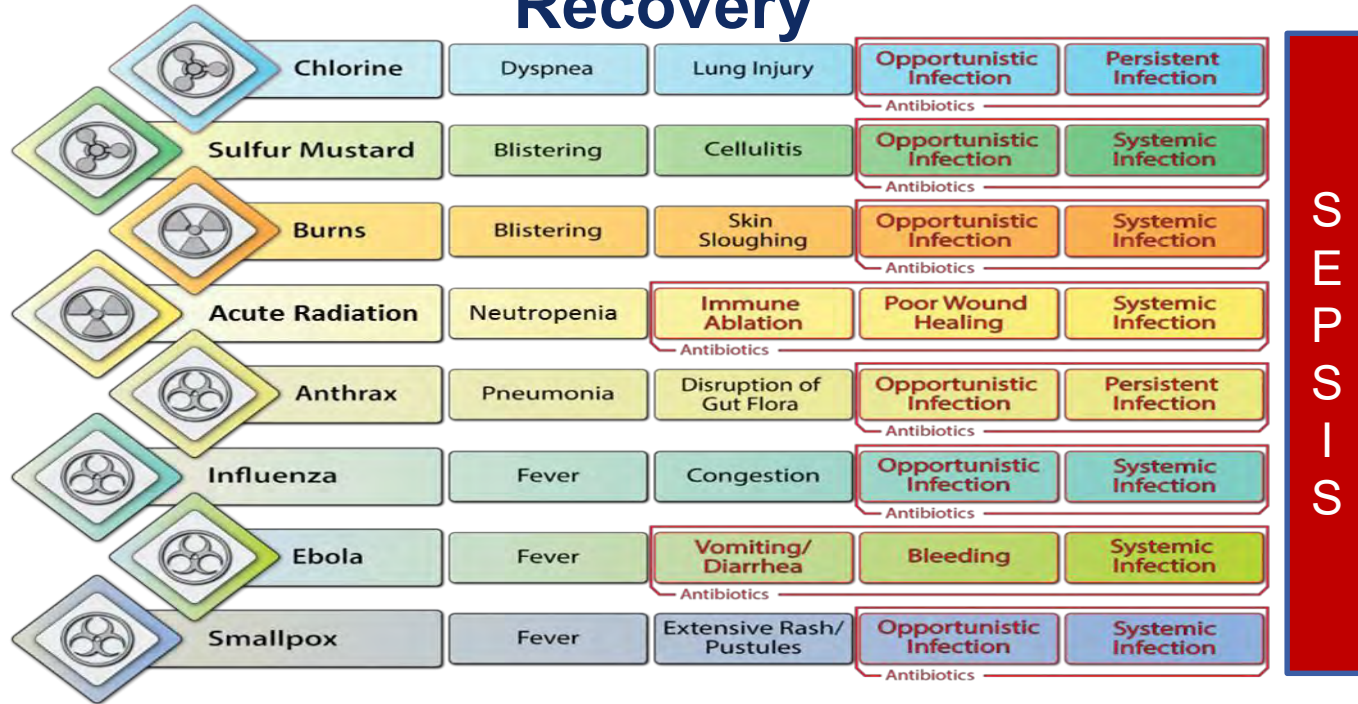 Recovery
Chlorine
Dyspnea
Lung Injury
Opportunistic
Infection
Persistent
Infection
Antibiotics
Sulfur Mustard
Blistering
Cellulitis
Opportunistic
Infection
Systemic
Infection
Antibiotics
Burns
Blistering
Skin
Sloughing
Opportunistic
Infection
Systemic
Infection
Antibiotics
Acute Radiation
Neutropenia
Immune
Ablation
Poor Wound
Healing
Systemic
Infection
Antibiotics
Anthrax
Pneumonia
Disruption of
Gut Flora
Opportunistic
Infection
Persistent
Infection
Antibiotics
Influenza
Fever
Congestion
Opportunistic
Infection
Systemic
Infection
Antibiotics
Ebola
Fever
Vomiting/
Diarrhea
Bleeding
Systemic
Infection
Antibiotics
Smallpox
Fever
Extensive Rash/
Pustules
Opportunistic
Infection
Systemic
Infection
Antibiotics
SEPSIS